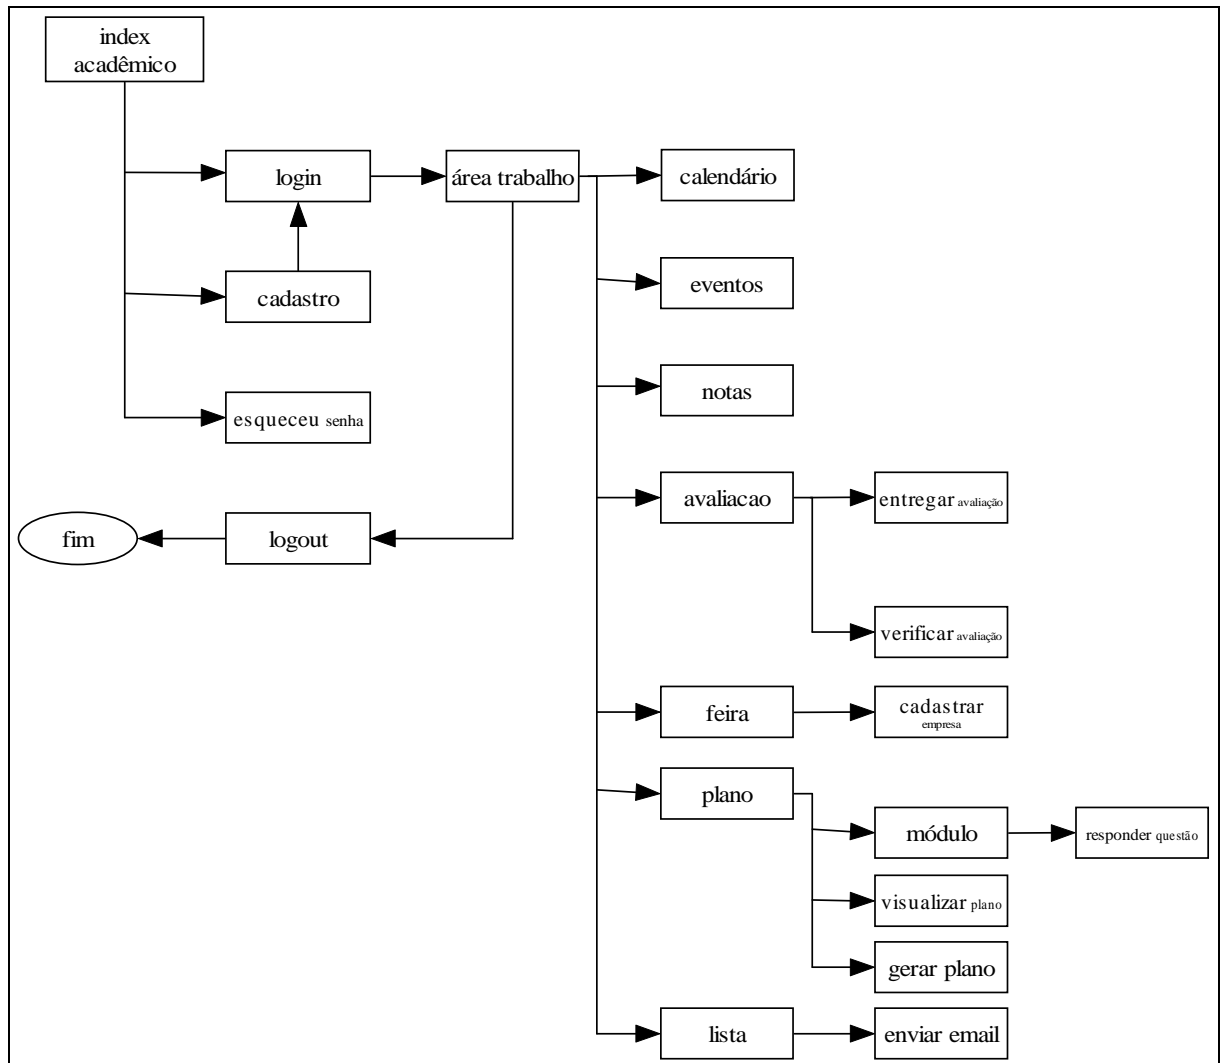 index
acadêmico
login
área trabalho
calendário
cadastro
eventos
notas
esqueceu senha
avaliacao
entregar avaliação
fim
logout
verificar avaliação
feira
cadastrar
empresa
plano
módulo
responder questão
visualizar plano
gerar plano
lista
enviar email